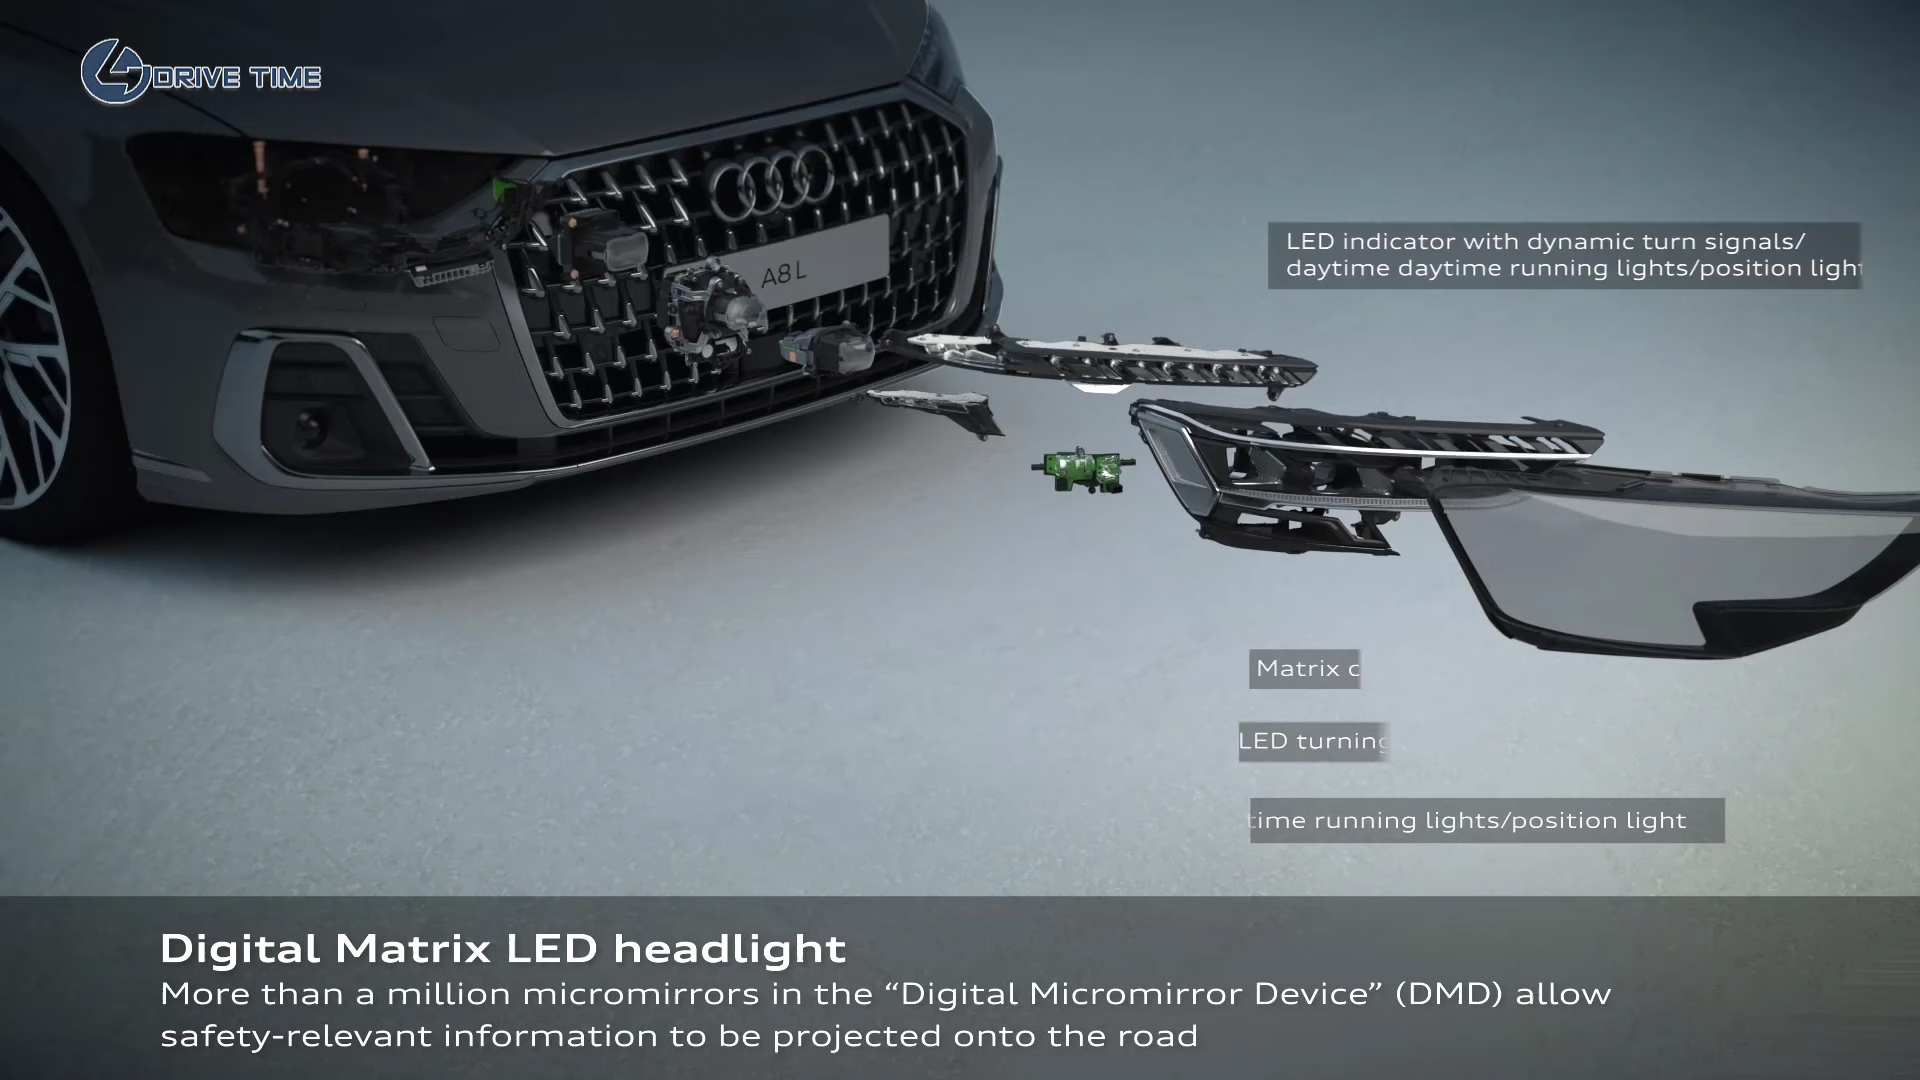 DRIVE TIME
A8 L
LED indicator with dynamic turn signals/
daytime daytime running lights/position light
Matrix
LED turning
time running lights/position light
Digital Matrix LED headlight
More than a million micromirrors in the “Digital Micromirror Device” (DMD) allow
safety-relevant information to be projected onto the road